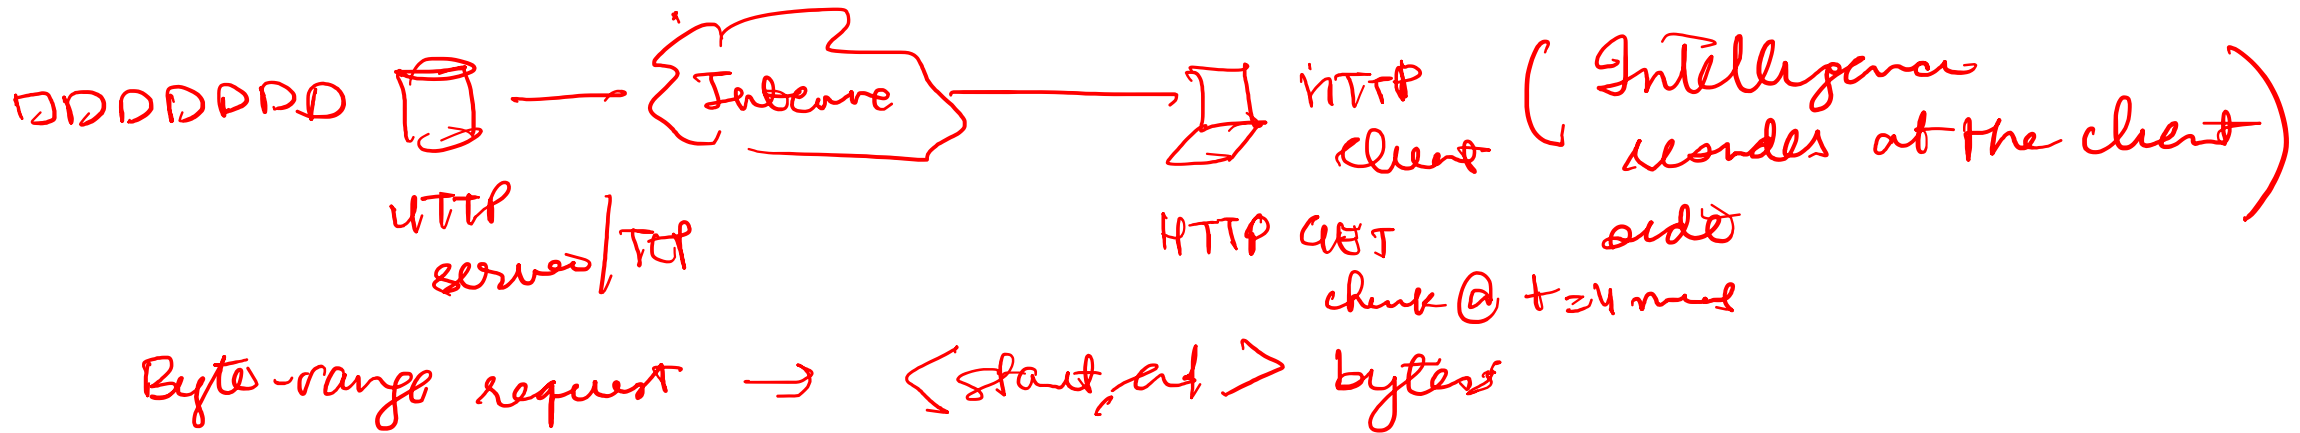 Internet
HTTP client
(Intelligence resides at the client side)
HTTP server/TCP
HTTP GET
chunk @ t=4 mins
Byte-range request → <start, end> bytes